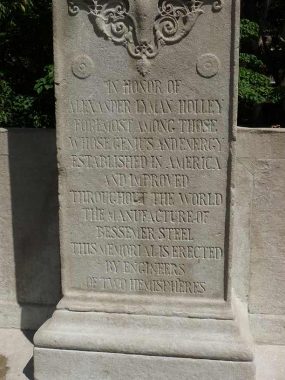 IN HONOR OF
ALEXANDER LYMAN HOLLEY
FOREMOST AMONG THOSE
WHOSE GENIUS AND ENERGY
ESTABLISHED IN AMERICA
AND IMPROVED
THROUGHOUT THE WORLD
THE MANUFACTURE OF
BESSEMER STEEL
THIS MEMORIAL IS ERECTED
BY ENGINEERS
OF TWO HEMISPHERES